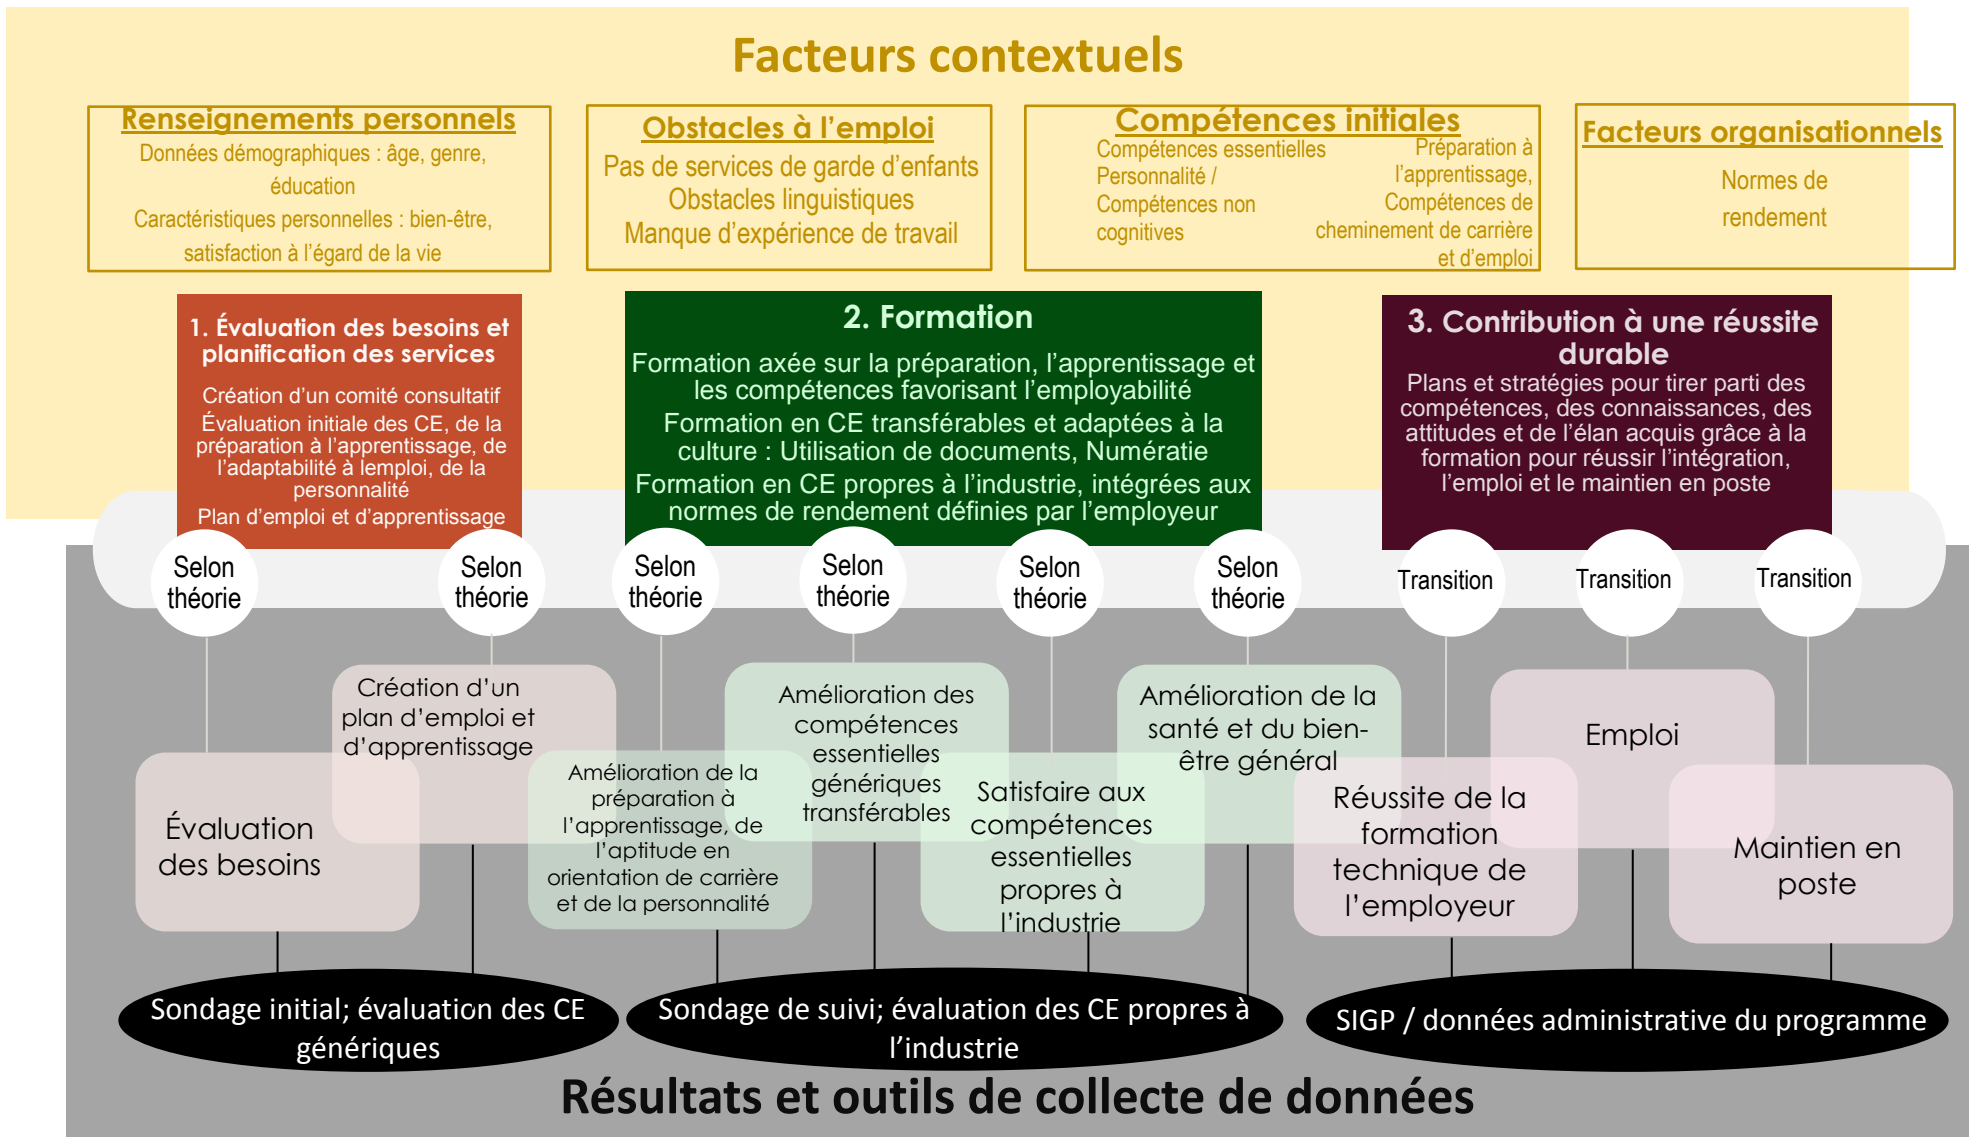 Facteurs contextuels
Renseignements personnels
Données démographiques : âge, genre,
éducation
Caractéristiques personnelles : bien-être,
satisfaction à l'égard de la vie
Obstacles à l'emploi
Pas de services de garde d'enfants
Obstacles linguistiques
Manque d'expérience de travail
Compétences initiales
Compétences essentielles
Personnalité /
Compétences non
cognitives
Préparation à
l'apprentissage,
Compétences de
cheminement de carrière
et d'emploi
Facteurs organisationnels
Normes de
rendement
1. Évaluation des besoins et
planification des services
Création d'un comité consultatif
Évaluation initiale des CE, de la
préparation à l'apprentissage, de
l'adaptabilité à lemploi, de la
personnalité
Plan d'emploi et d'apprentissage
2. Formation
Formation axée sur la préparation, l'apprentissage et
les compétences favorisant l'employabilité
Formation en CE transférables et adaptées à la
culture : Utilisation de documents, Numératie
Formation en CE propres à l'industrie, intégrées aux
normes de rendement définies par l'employeur
3. Contribution à une réussite
durable
Plans et stratégies pour tirer parti des
compétences, des connaissances, des
attitudes et de l'élan acquis grâce à la
formation pour réussir l'intégration,
l'emploi et le maintien en poste
Selon
théorie
Selon
théorie
Selon
théorie
Selon
théorie
Selon
théorie
Selon
théorie
Transition
Transition
Transition
Évaluation
des besoins
Création d'un
plan d'emploi et
d'apprentissage
Amélioration de la
préparation à
l'apprentissage, de
l'aptitude en
orientation de carrière
et de la personnalité
Amélioration des
compétences
essentielles
génériques
transférables
Satisfaire aux
compétences
essentielles
propres à
l'industrie
Amélioration de la
santé et du bien-
être général
Réussite de la
formation
technique de
l'employeur
Emploi
Maintien en
poste
Sondage initial; évaluation des CE
génériques
Sondage de suivi; évaluation des CE propres à
l'industrie
SIGP / données administrative du programme
Résultats et outils de collecte de données